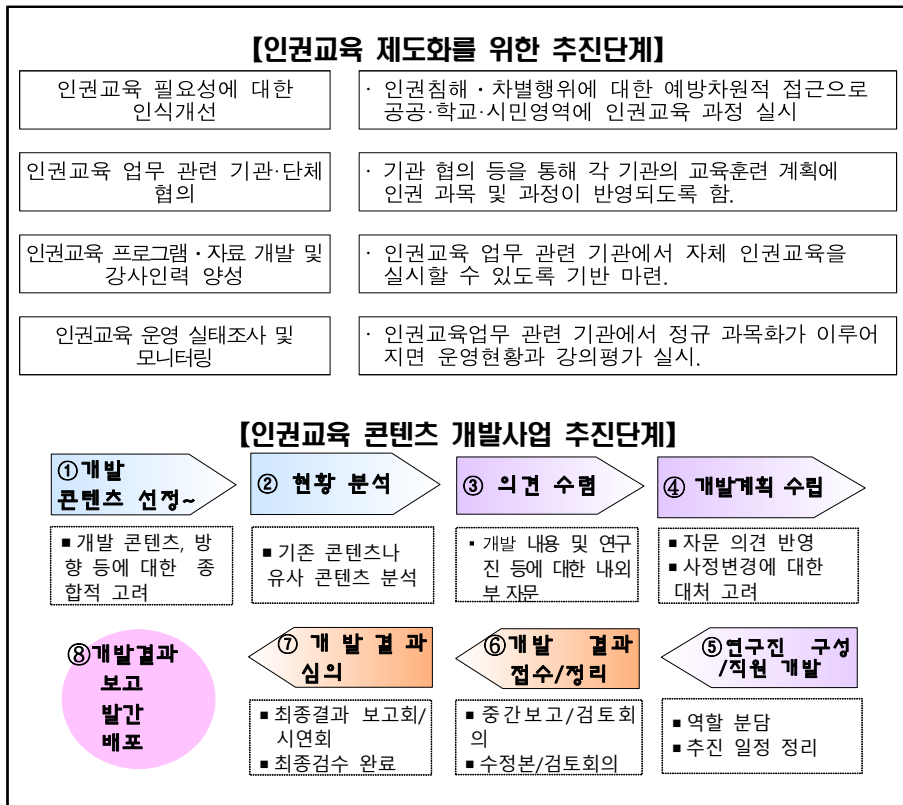 【인권교육 제도화를 위한 추진단계】
인권교육 필요성에 대한
인식개선
· 인권침해・차별행위에 대한 예방차원적 접근으로
공공·학교·시민영역에 인권교육 과정 실시
인권교육 업무 관련 기관·단체
협의
· 기관 협의 등을 통해 각 기관의 교육훈련 계획에
인권 과목 및 과정이 반영되도록 함.
인권교육 프로그램・자료 개발 및
강사인력 양성
· 인권교육 업무 관련 기관에서 자체 인권교육을
실시할 수 있도록 기반 마련.
인권교육 운영 실태조사 및
모니터링
· 인권교육업무 관련 기관에서 정규 과목화가 이루어
지면 운영현황과 강의평가 실시.
【인권교육 콘텐츠 개발사업 추진단계】
①개발
콘텐츠 선정~
■ 개발 콘텐츠, 방
향 등에 대한 종
합적 고려
② 현황 분석
■ 기존 콘텐츠나
유사 콘텐츠 분석
③ 의견 수렴
▪ 개발 내용 및 연구
진 등에 대한 내외
부 자문
④ 개발계획 수립
■ 자문 의견 반영
■ 사정변경에 대한
대처 고려
⑤연구진 구성
/직원 개발
■ 역할 분담
■ 추진 일정 정리
⑥개발 결과
접수/정리
■ 중간보고/검토회
의
■ 수정본/검토회의
⑦ 개발결과
심의
■ 최종결과 보고회/
시연회
■ 최종검수 완료
⑧개발결과
보고
발간
배포